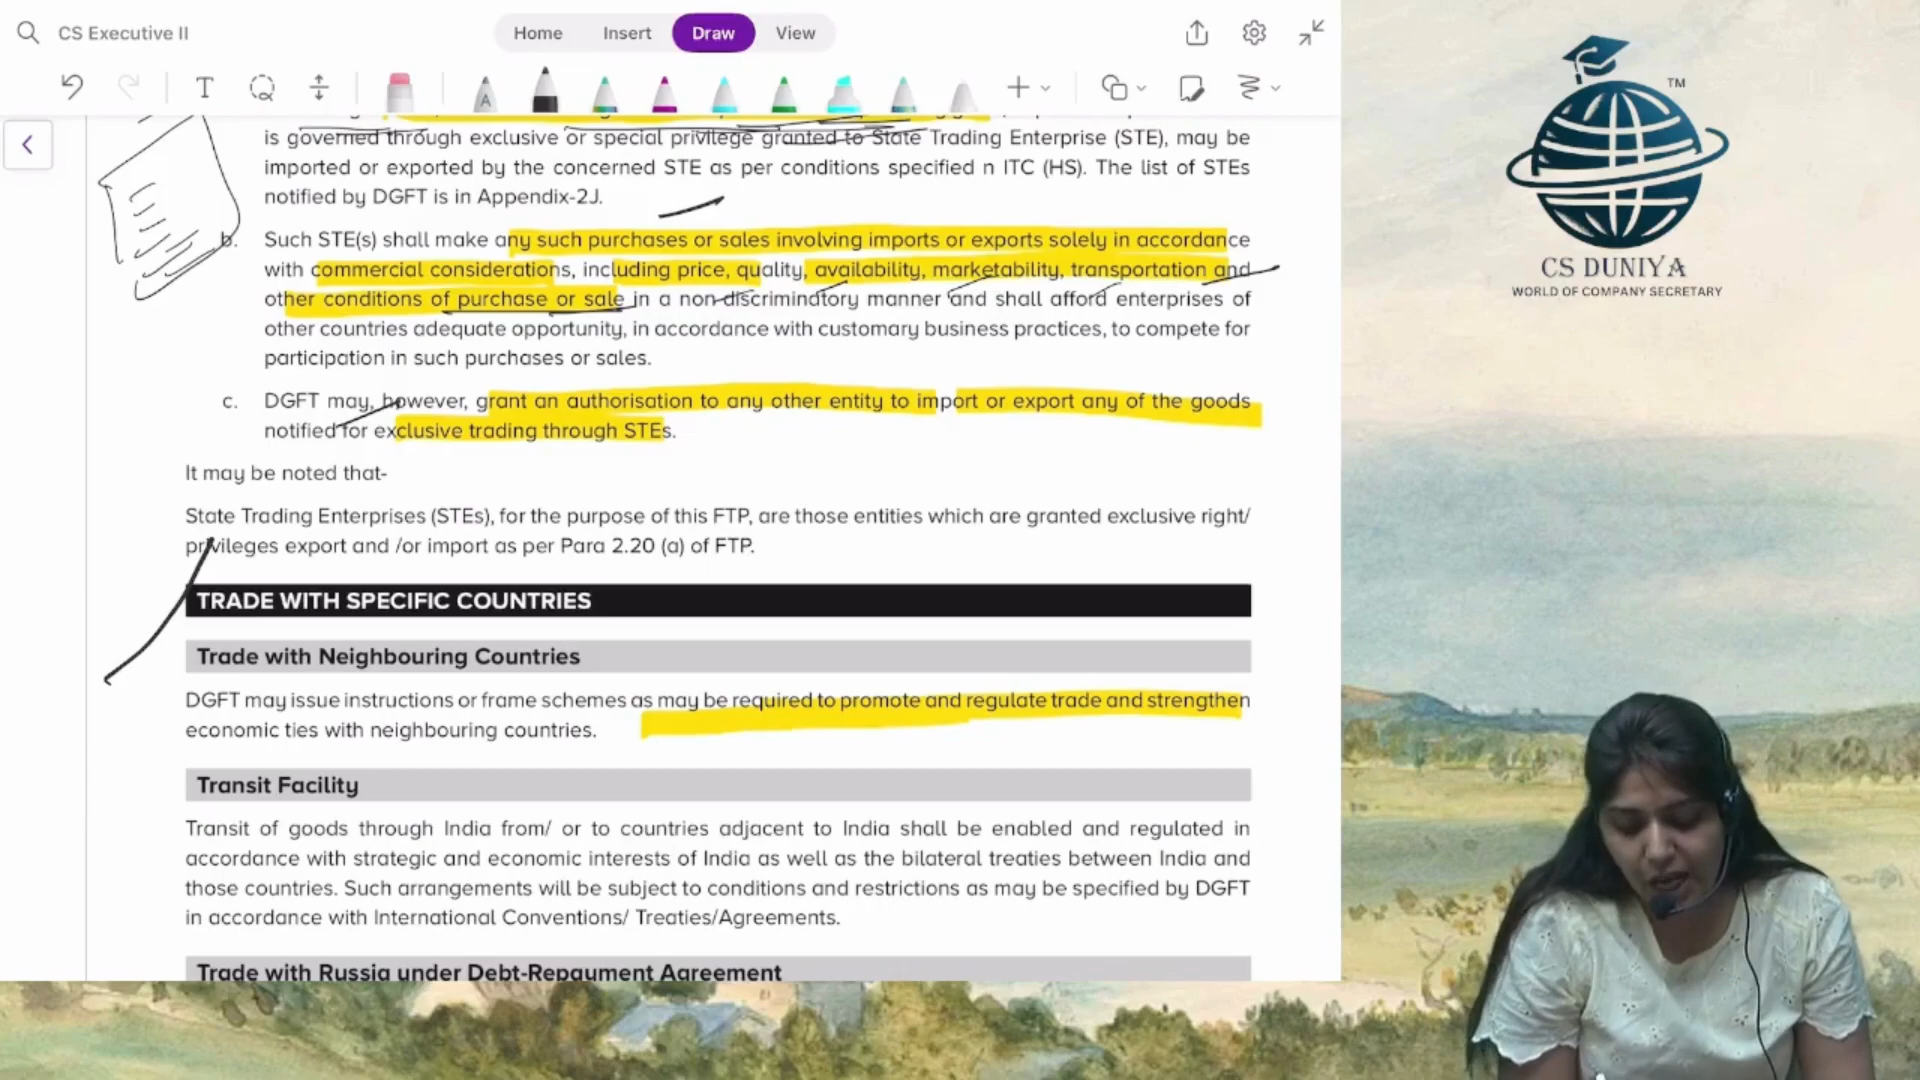 CS Executive II
Home
Insert
Draw
View
is governed through exclusive or special privilege granted to State Trading Enterprise (STE), may be
imported or exported by the concerned STE as per conditions specified n ITC (HS). The list of STEs
notified by DGFT is in Appendix-2J.
b. Such STE(s) shall make any such purchases or sales involving imports or exports solely in accordance
with commercial considerations, including price, quality, availability, marketability, transportation and
other conditions of purchase or sale in a non-discriminatory manner and shall afford enterprises of
other countries adequate opportunity, in accordance with customary business practices, to compete for
participation in such purchases or sales.
c. DGFT may, however, grant an authorisation to any other entity to import or export any of the goods
notified for exclusive trading through STEs.
It may be noted that-
State Trading Enterprises (STEs), for the purpose of this FTP, are those entities which are granted exclusive right/
privileges export and /or import as per Para 2.20 (a) of FTP.
TRADE WITH SPECIFIC COUNTRIES
Trade with Neighbouring Countries
DGFT may issue instructions or frame schemes as may be required to promote and regulate trade and strengthen
economic ties with neighbouring countries.
Transit Facility
Transit of goods through India from/ or to countries adjacent to India shall be enabled and regulated in
accordance with strategic and economic interests of India as well as the bilateral treaties between India and
those countries. Such arrangements will be subject to conditions and restrictions as may be specified by DGFT
in accordance with International Conventions/ Treaties/Agreements.
Trade with Russia under Debt-Repayment Agreement
TM
CS DUNIYA
WORLD OF COMPANY SECRETARY